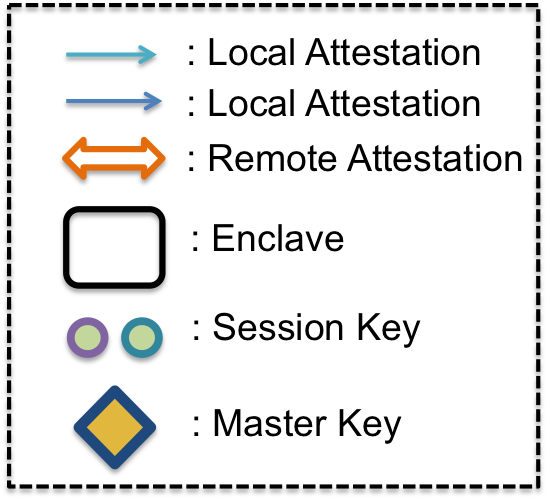 : Local Attestation
: Local Attestation
: Remote Attestation
: Enclave
: Session Key
: Master Key